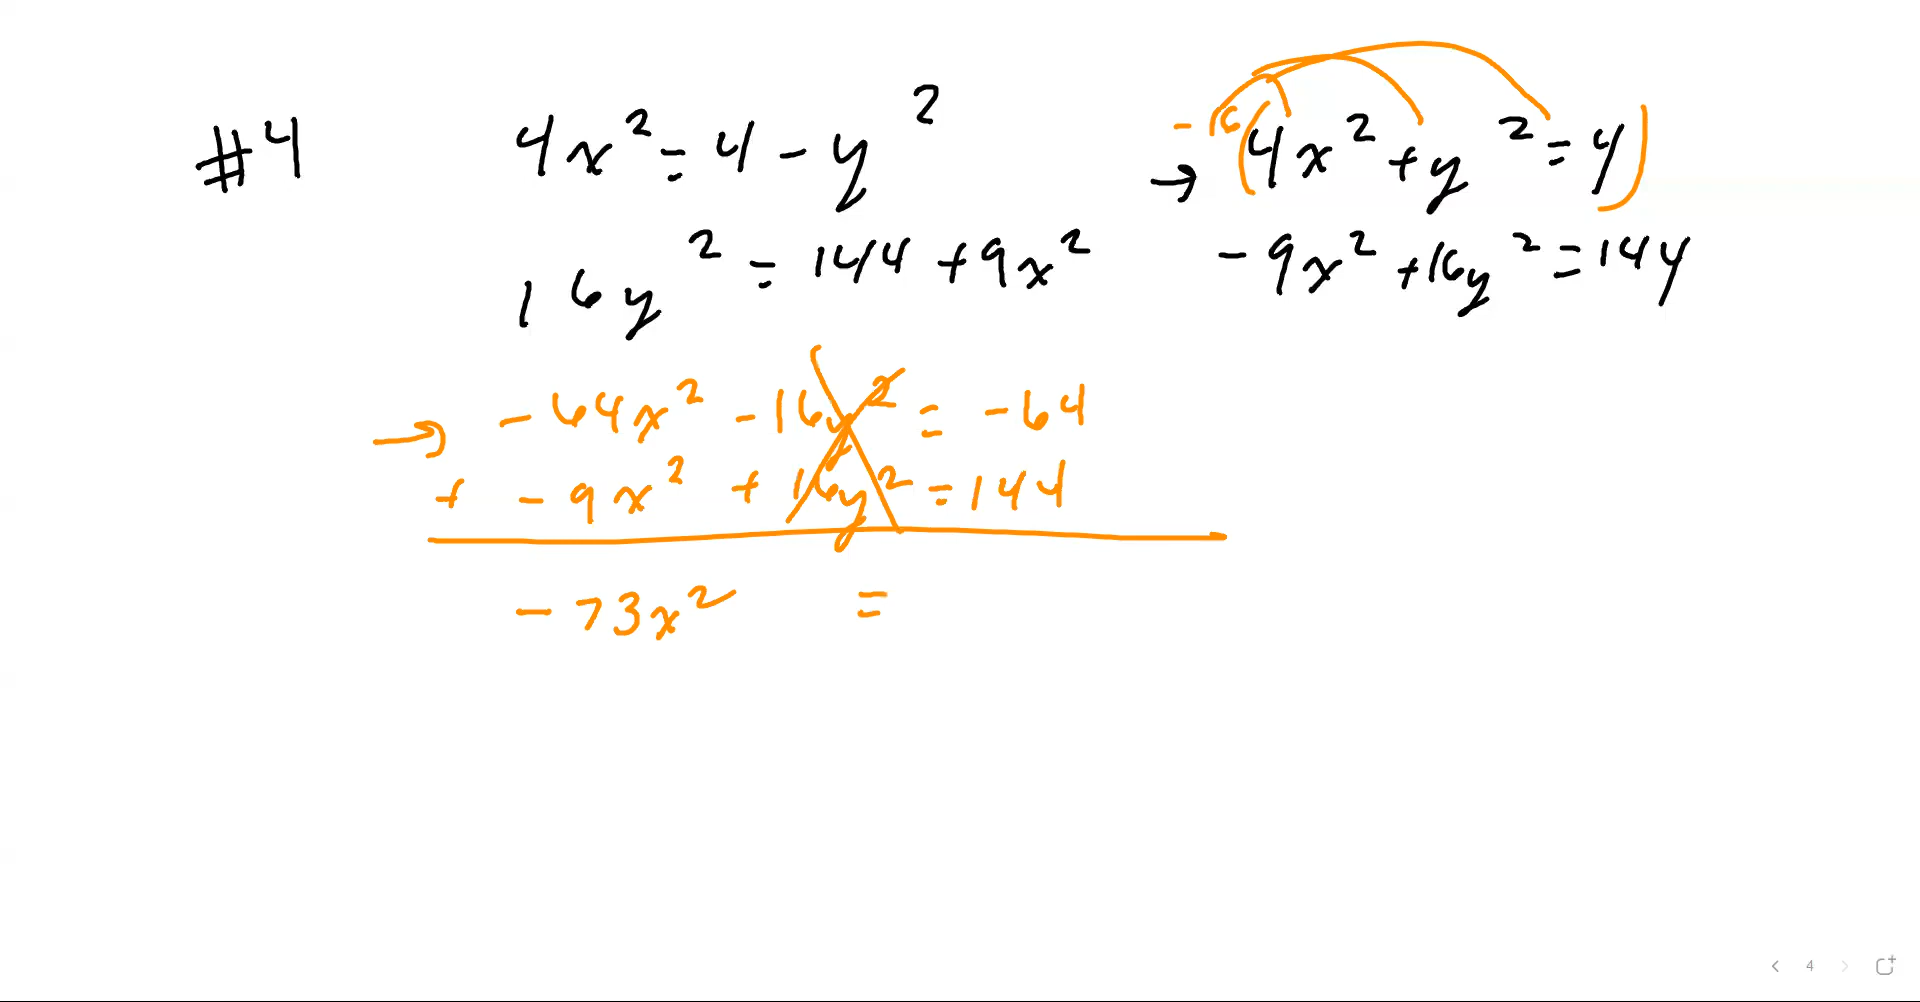 #4 4x² = 4 - y² → -16(4x² + y² = 4)
16y² = 144 + 9x² -9x² + 16y² = 144
→ -64x² - 16y² = -64
+ -9x² + 16y² = 144
-73x² =
4